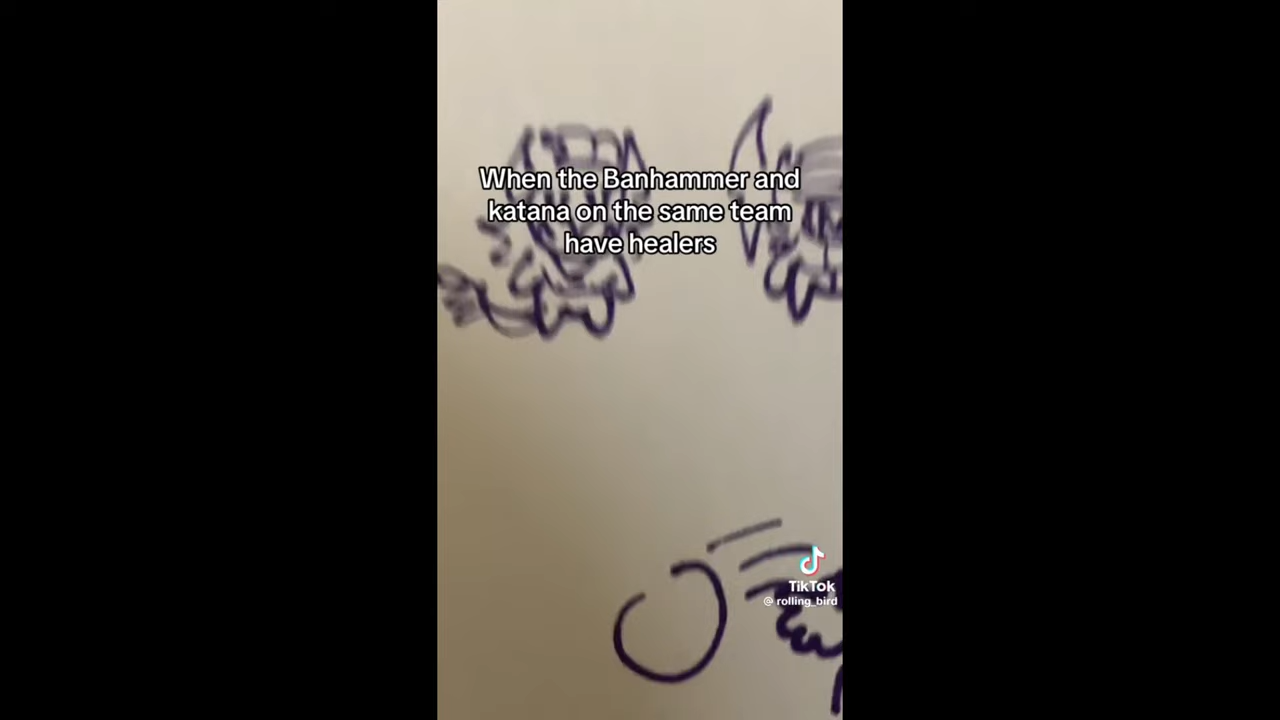 When the Banhammer and
katana on the same team
have healers
TikTok
@ rolling_bird